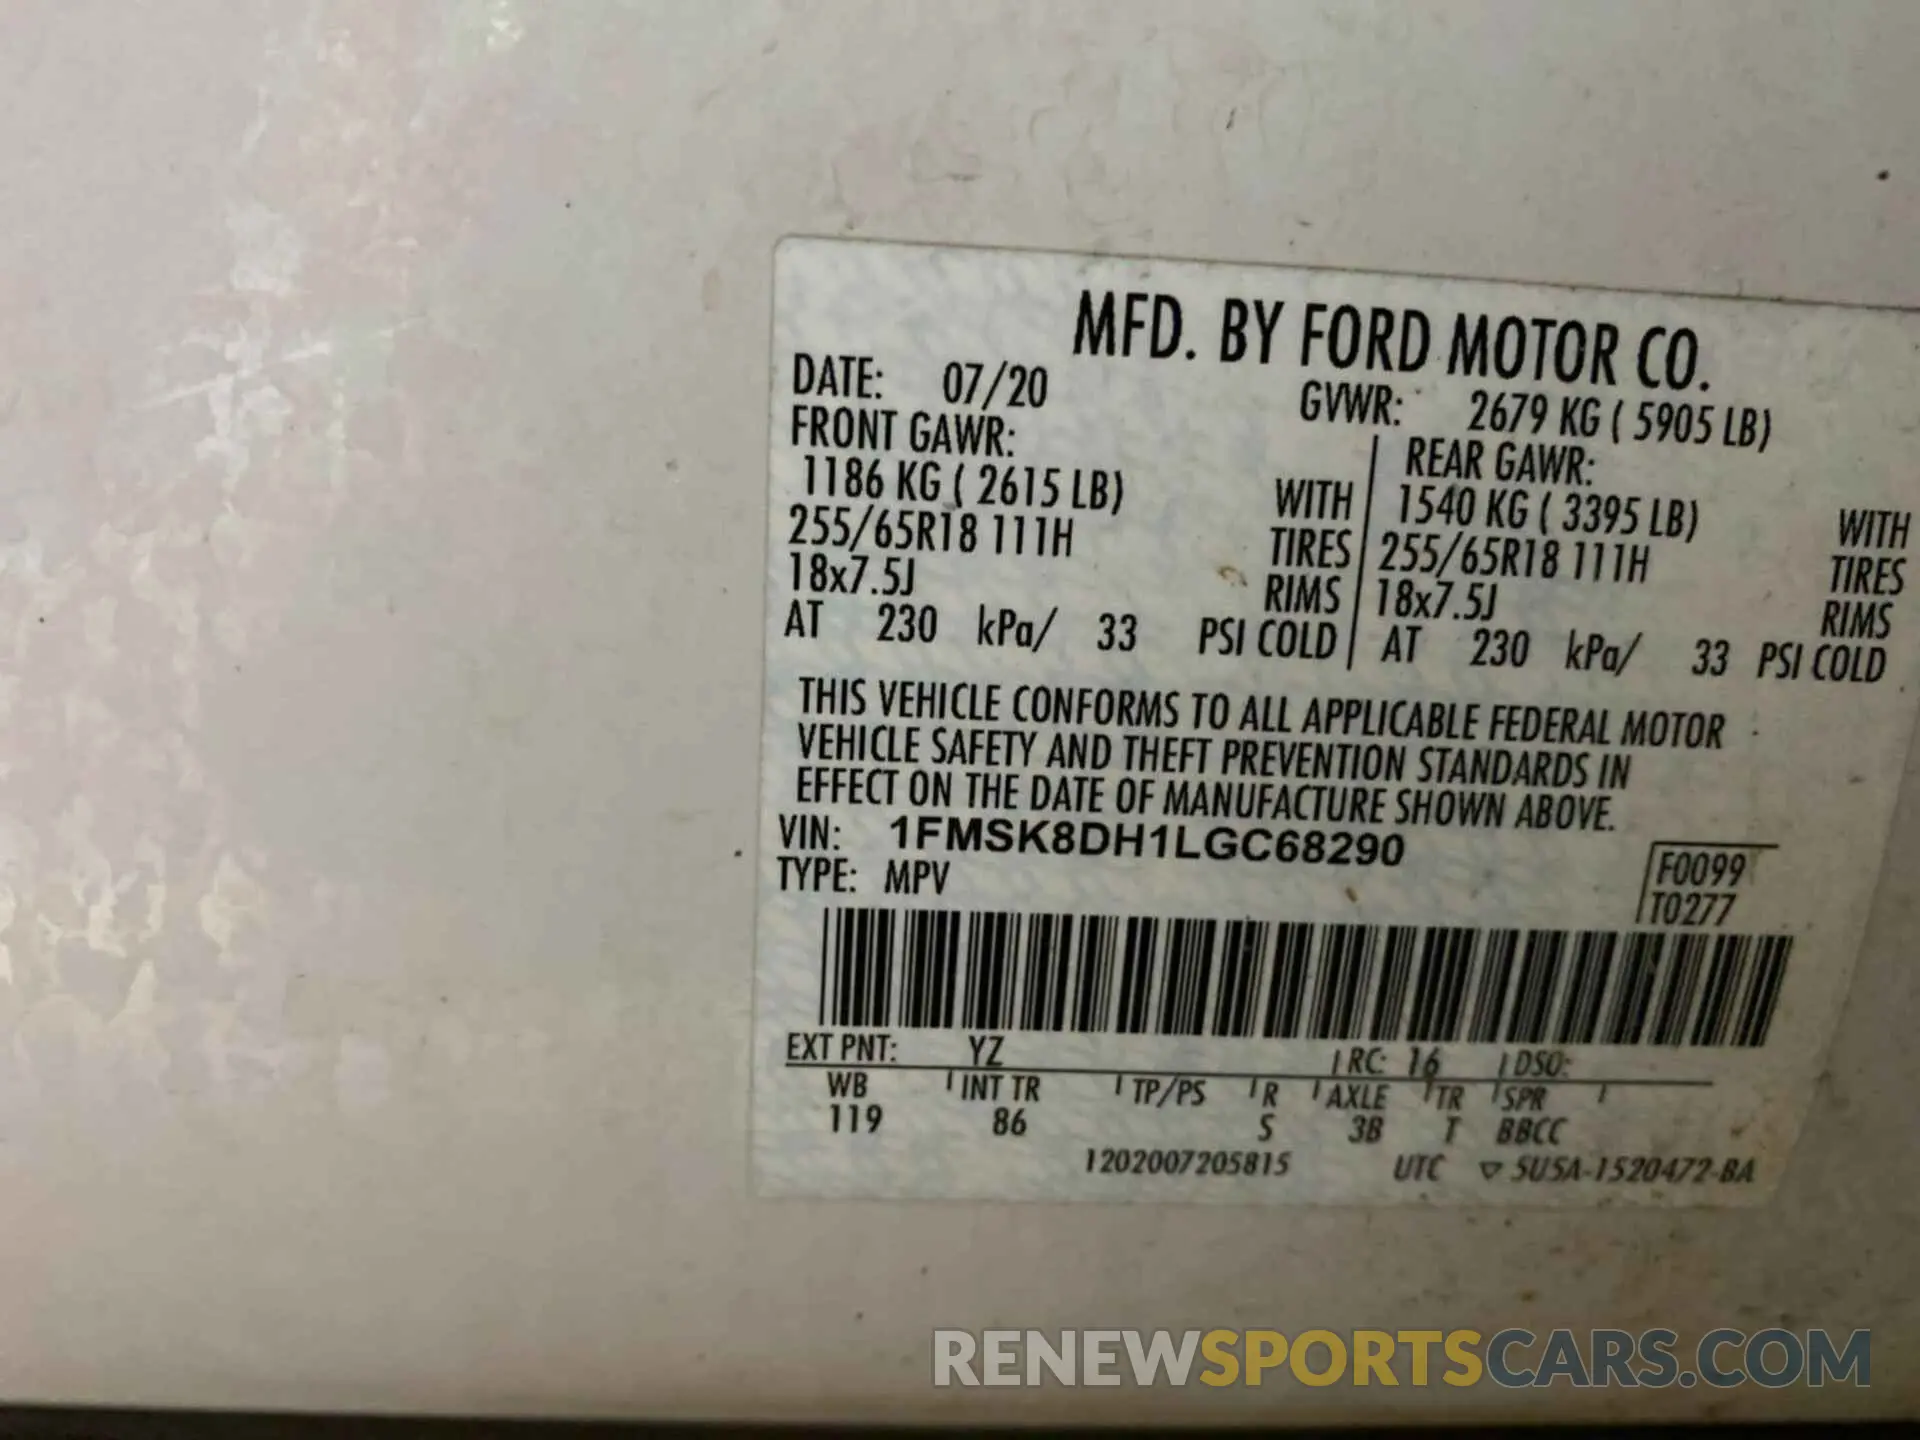 MFD. BY FORD MOTOR CO.
DATE: 07/20 GVWR: 2679 KG ( 5905 LB)
FRONT GAWR: REAR GAWR:
1186 KG ( 2615 LB) WITH 1540 KG ( 3395 LB) WITH
255/65R18 111H TIRES 255/65R18 111H TIRES
18x7.5J RIMS 18x7.5J RIMS
AT 230 kPa/ 33 PSI COLD AT 230 kPa/ 33 PSI COLD
THIS VEHICLE CONFORMS TO ALL APPLICABLE FEDERAL MOTOR
VEHICLE SAFETY AND THEFT PREVENTION STANDARDS IN
EFFECT ON THE DATE OF MANUFACTURE SHOWN ABOVE.
VIN: 1FMSK8DH1LGC68290
TYPE: MPV
F0099
T0277
EXT PNT: YZ RC: 16 DSO:
WB INT TR TP/PS R AXLE TR SPR
119 86 S 3B T BBCC
1202007205815 UTC ▽ 5U5A-1520472-BA
RENEWSPORTSCARS.COM